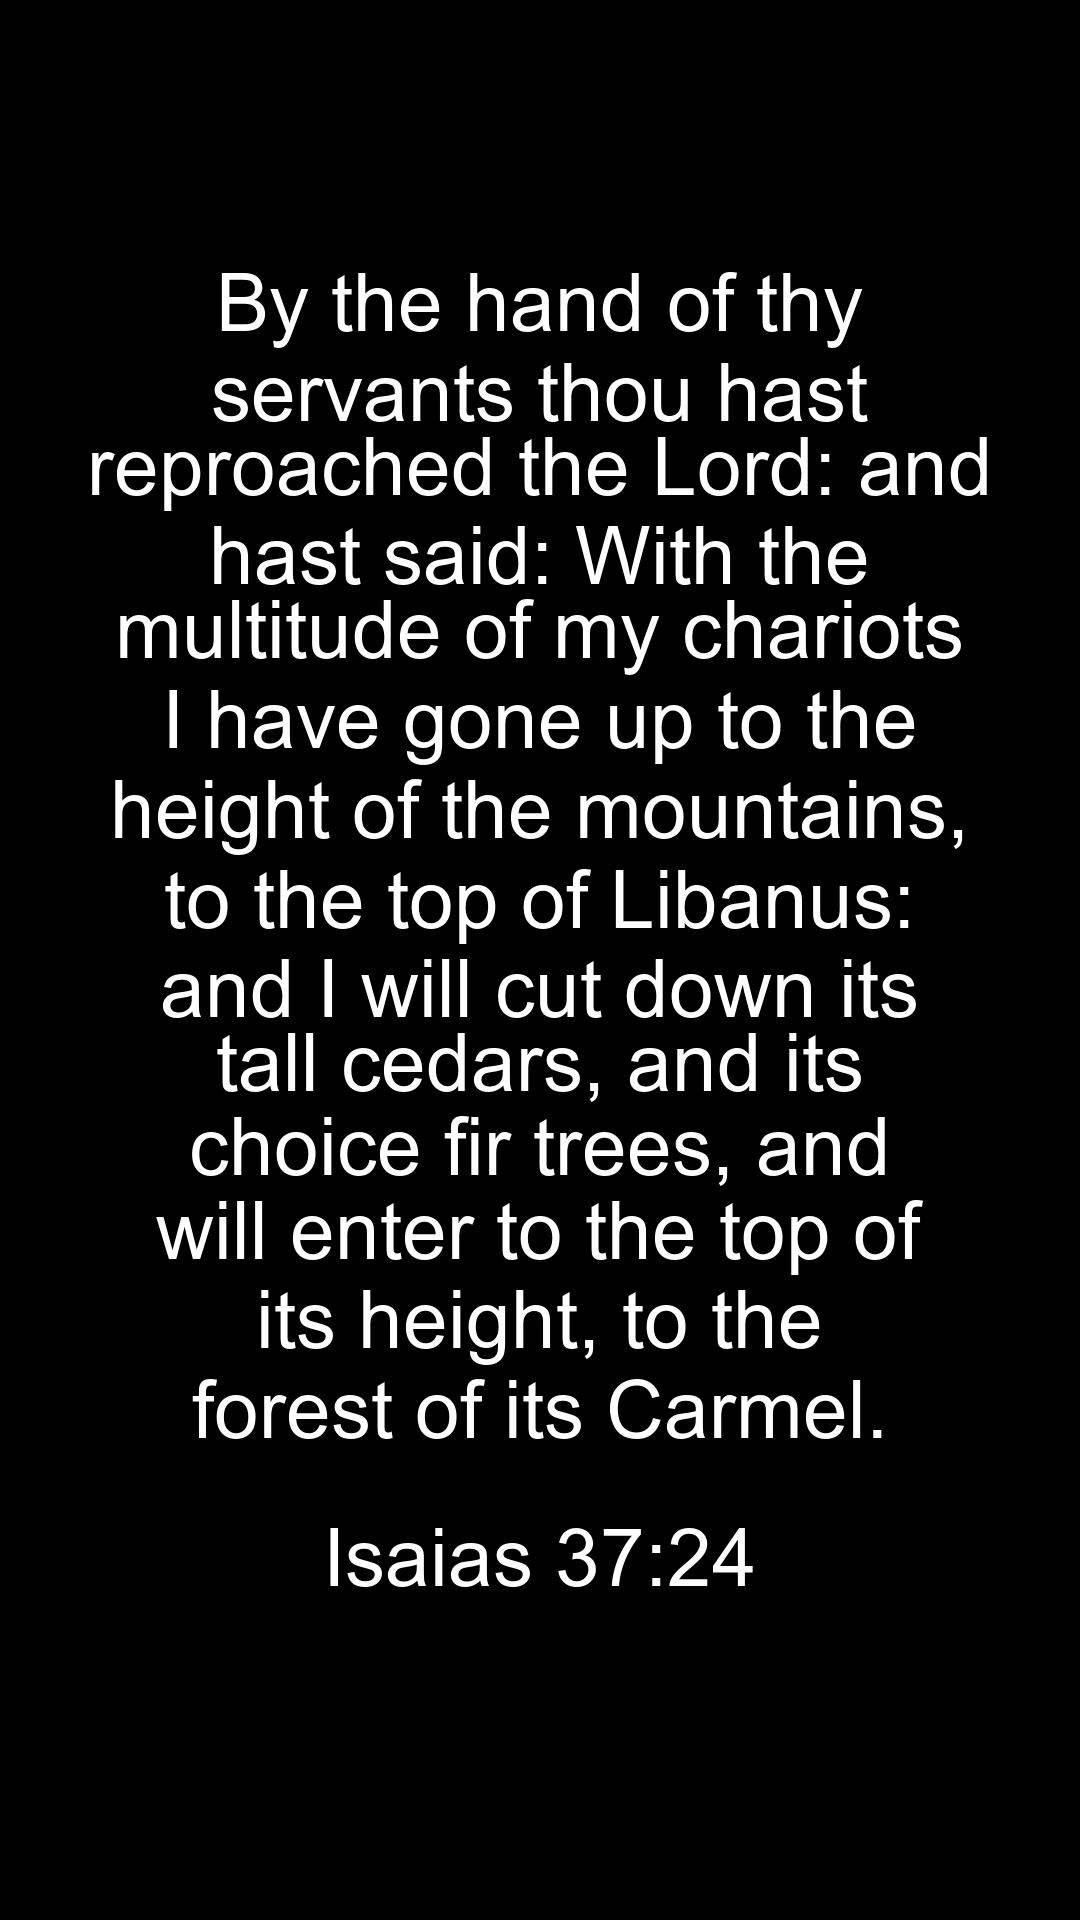 By the hand of thy
servants thou hast
reproached the Lord: and
hast said: With the
multitude of my chariots
I have gone up to the
height of the mountains,
to the top of Libanus:
and I will cut down its
tall cedars, and its
choice fir trees, and
will enter to the top of
its height, to the
forest of its Carmel.
Isaias 37:24